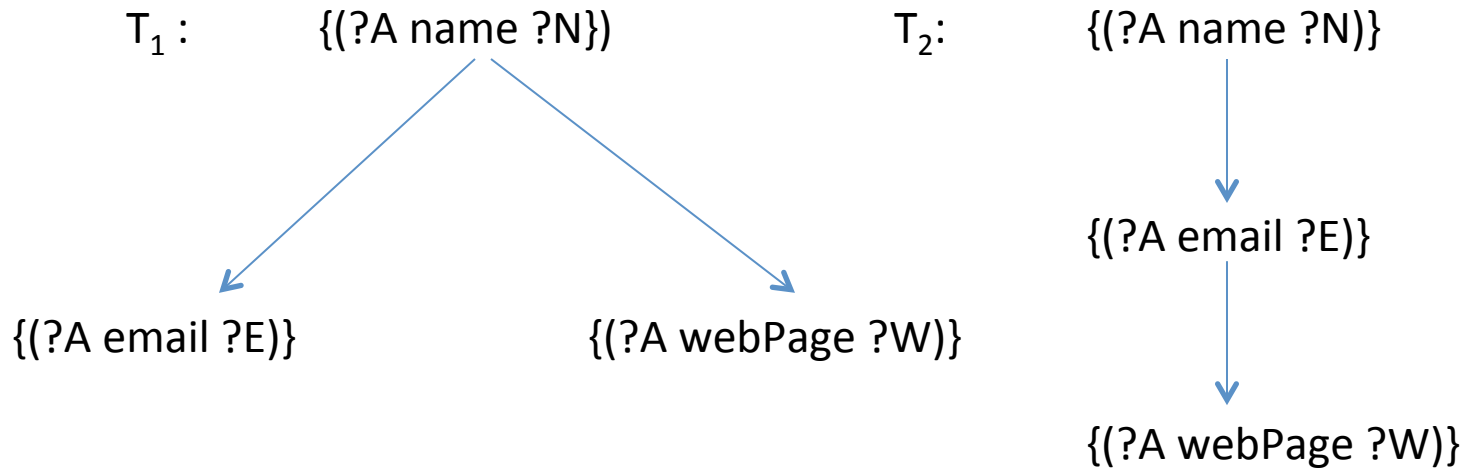 T₁ : {(?A name ?N}) T₂: {(?A name ?N)}
{(?A email ?E)}
{(?A email ?E)} {(?A webPage ?W)}
{(?A webPage ?W)}